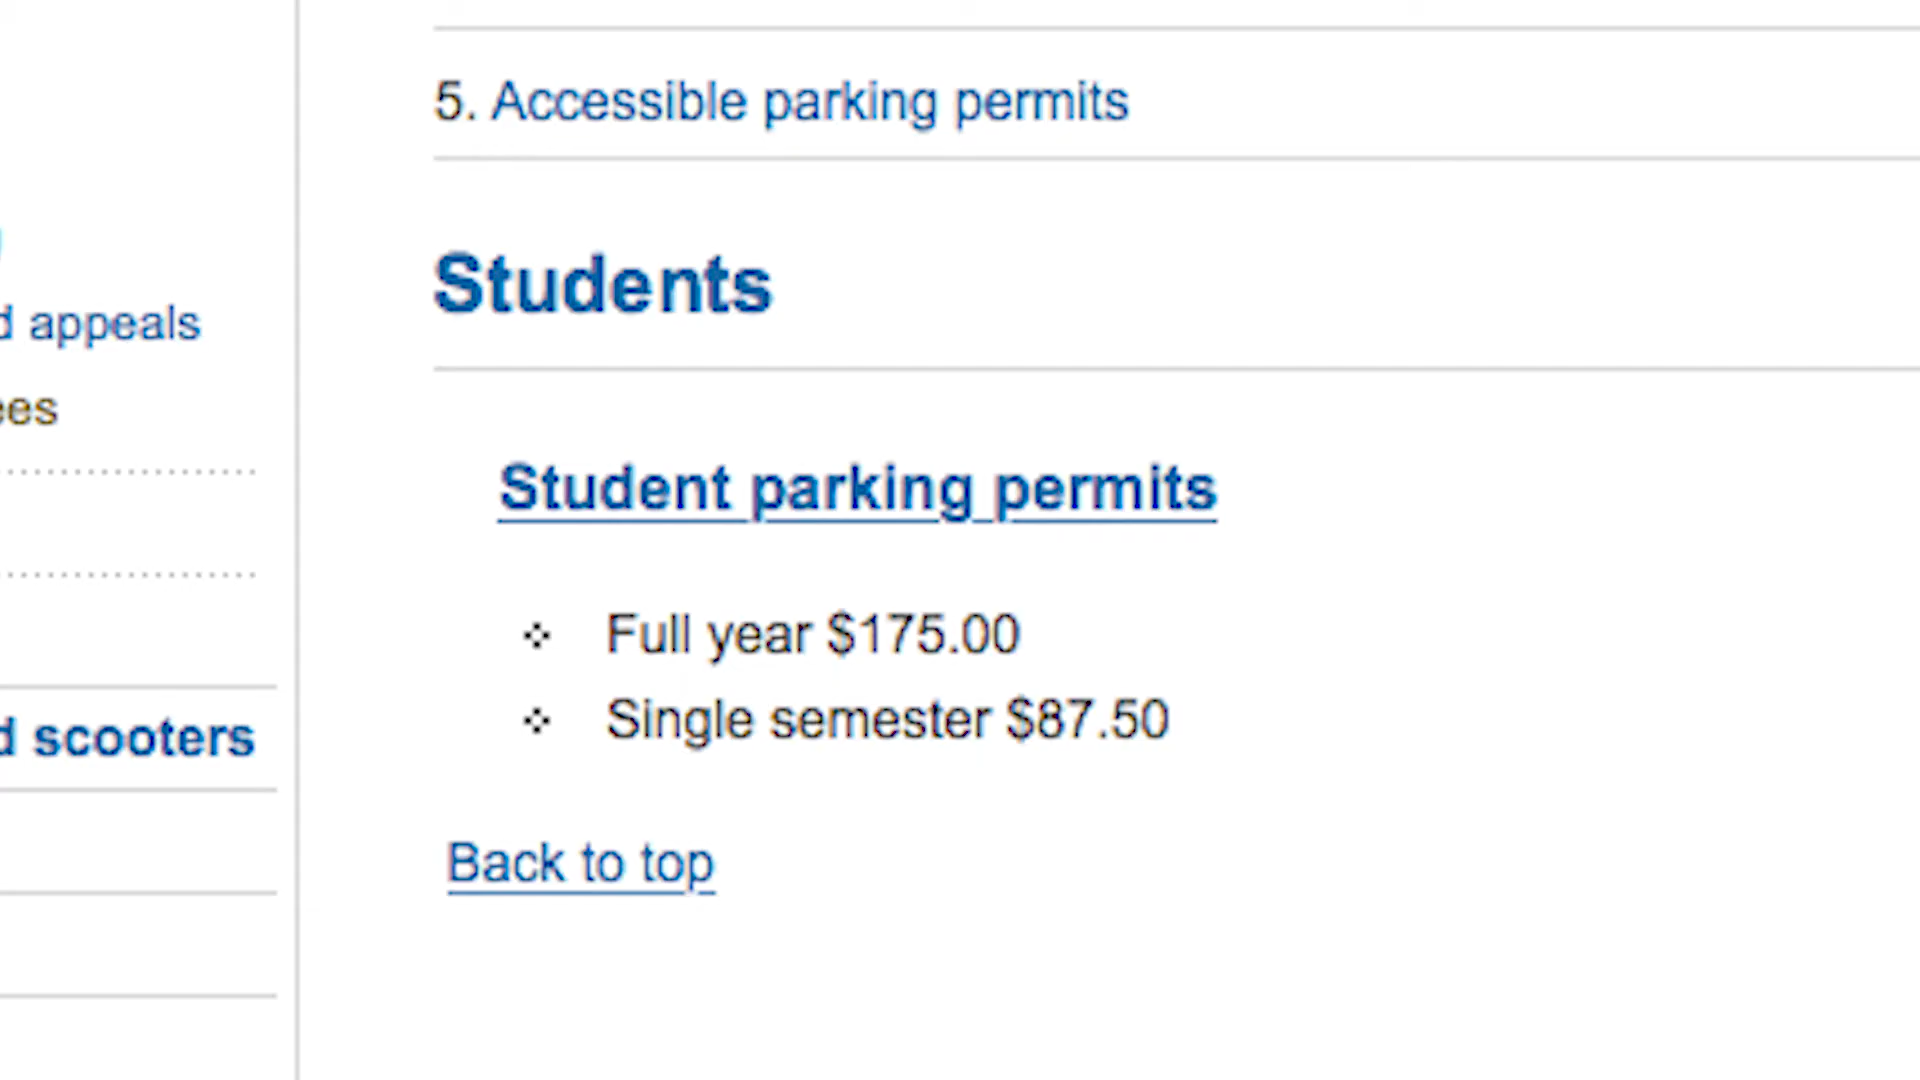 5. Accessible parking permits
Students
appeals
Student parking permits
Full year $175.00
Single semester $87.50
scooters
Back to top